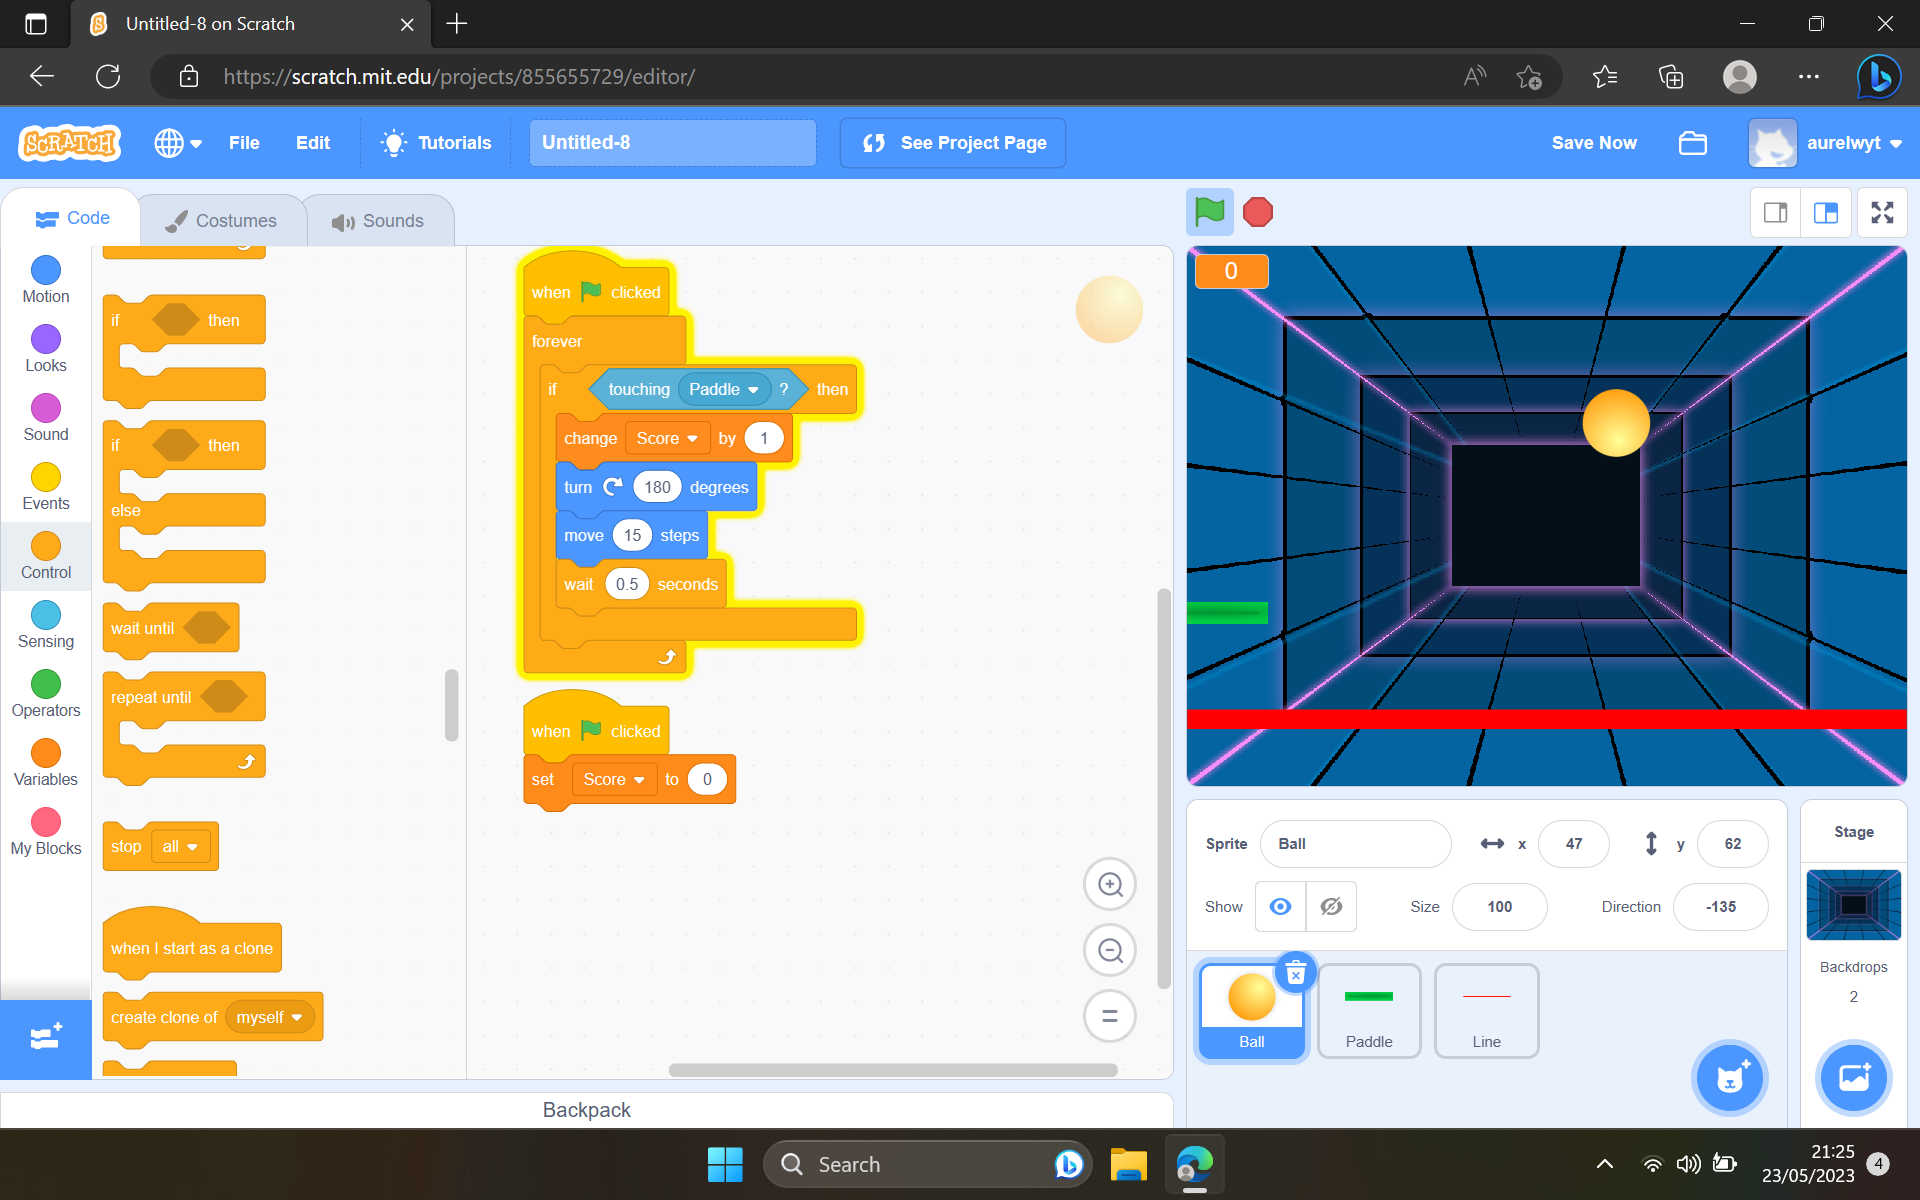 Untitled-8 on Scratch
https://scratch.mit.edu/projects/855655729/editor/
SCRATCH
File
Edit
Tutorials
Untitled-8
See Project Page
Save Now
aurelwyt
Code
Costumes
Sounds
Motion
Looks
Sound
Events
Control
Sensing
Operators
Variables
My Blocks
if then
if then
else
wait until
repeat until
stop all
when I start as a clone
create clone of myself
when clicked
forever
if touching Paddle ? then
change Score by 1
turn 180 degrees
move 15 steps
wait 0.5 seconds
when clicked
set Score to 0
Backpack
0
Sprite Ball x 47 y 62
Show Size 100 Direction -135
Ball
Paddle
Line
Stage
Backdrops
2
Search
21:25
23/05/2023
4